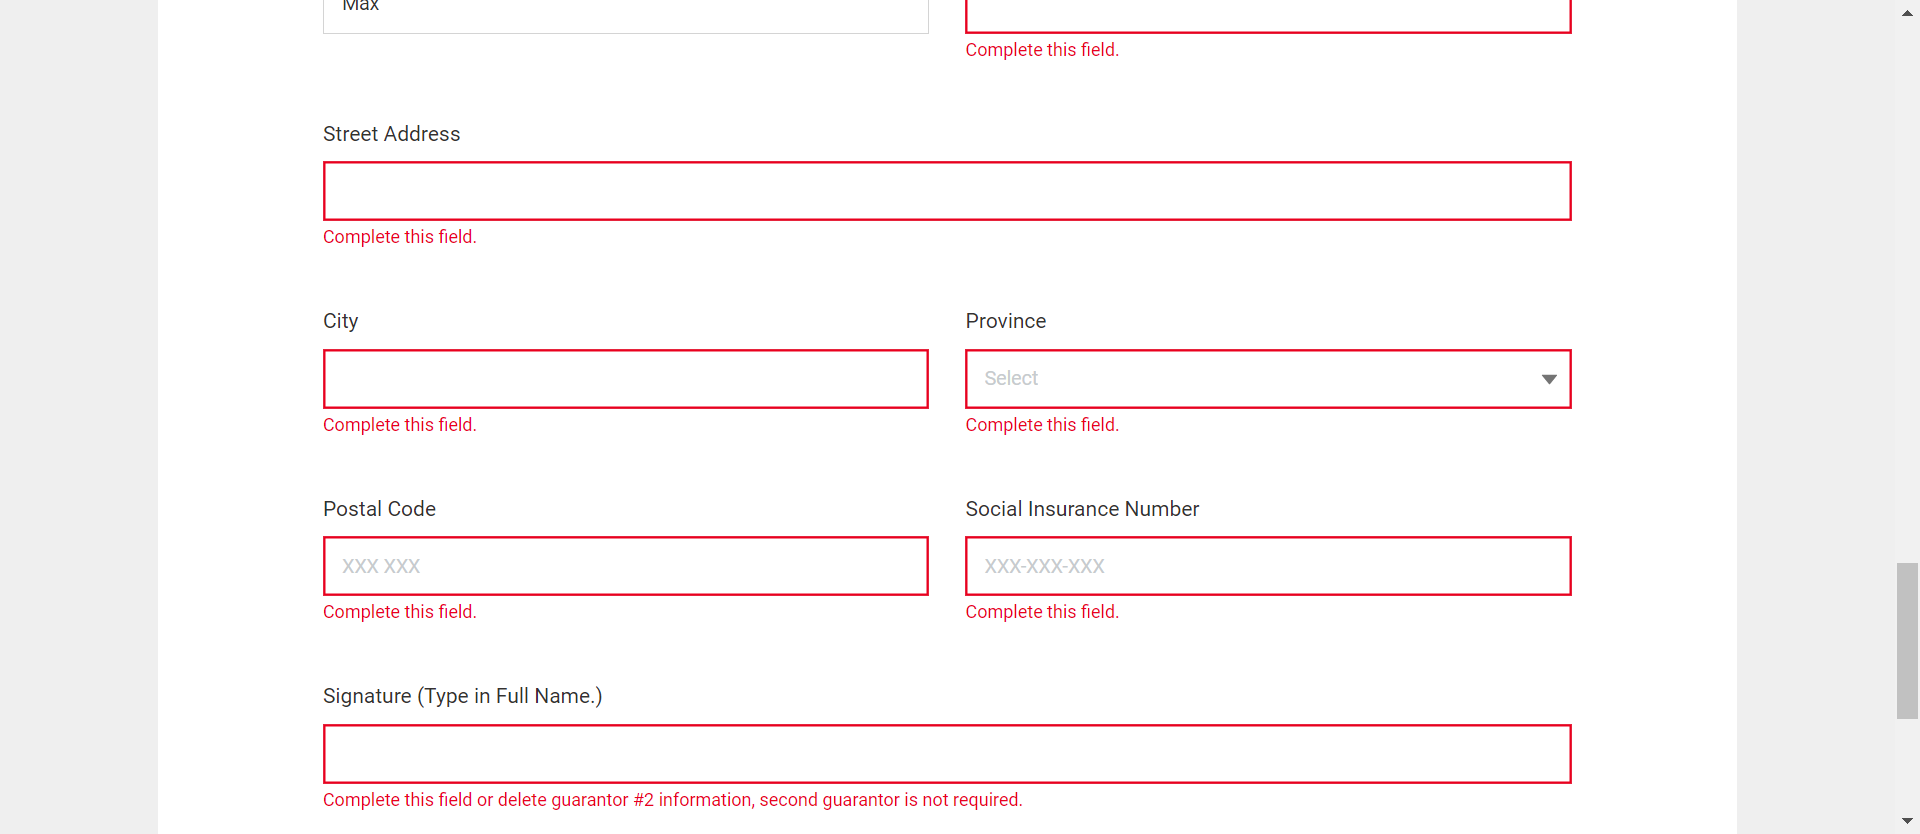 Max
Complete this field.
Street Address
Complete this field.
City
Province
Select
Complete this field.
Complete this field.
Postal Code
Social Insurance Number
XXX XXX
XXX-XXX-XXX
Complete this field.
Complete this field.
Signature (Type in Full Name.)
Complete this field or delete guarantor #2 information, second guarantor is not required.